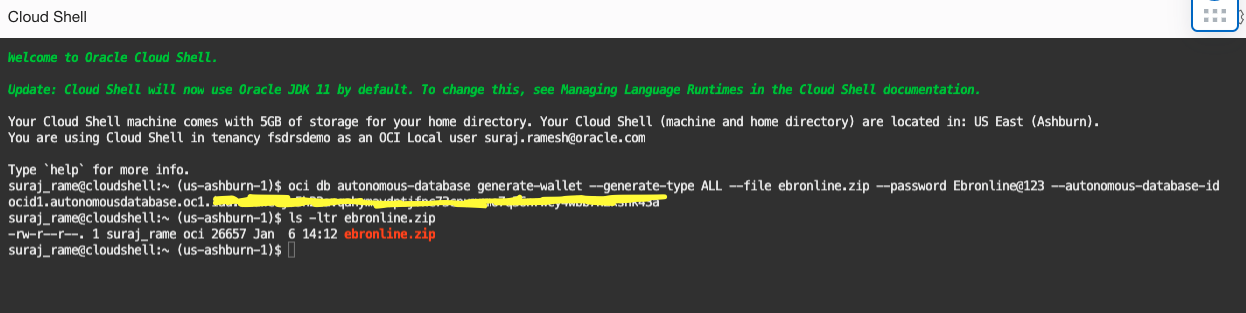 Cloud Shell
Welcome to Oracle Cloud Shell.
Update: Cloud Shell will now use Oracle JDK 11 by default. To change this, see Managing Language Runtimes in the Cloud Shell documentation.
Your Cloud Shell machine comes with 5GB of storage for your home directory. Your Cloud Shell (machine and home directory) are located in: US East (Ashburn).
You are using Cloud Shell in tenancy fsdrsdemo as an OCI Local user suraj.ramesh@oracle.com
Type `help` for more info.
suraj_rame@cloudshell:~ (us-ashburn-1)$ oci db autonomous-database generate-wallet --generate-type ALL --file ebronline.zip --password Ebronline@123 --autonomous-database-id
ocid1.autonomousdatabase.oc1.
suraj_rame@cloudshell:~ (us-ashburn-1)$ ls -ltr ebronline.zip
-rw-r--r--. 1 suraj_rame oci 26657 Jan  6 14:12 ebronline.zip
suraj_rame@cloudshell:~ (us-ashburn-1)$